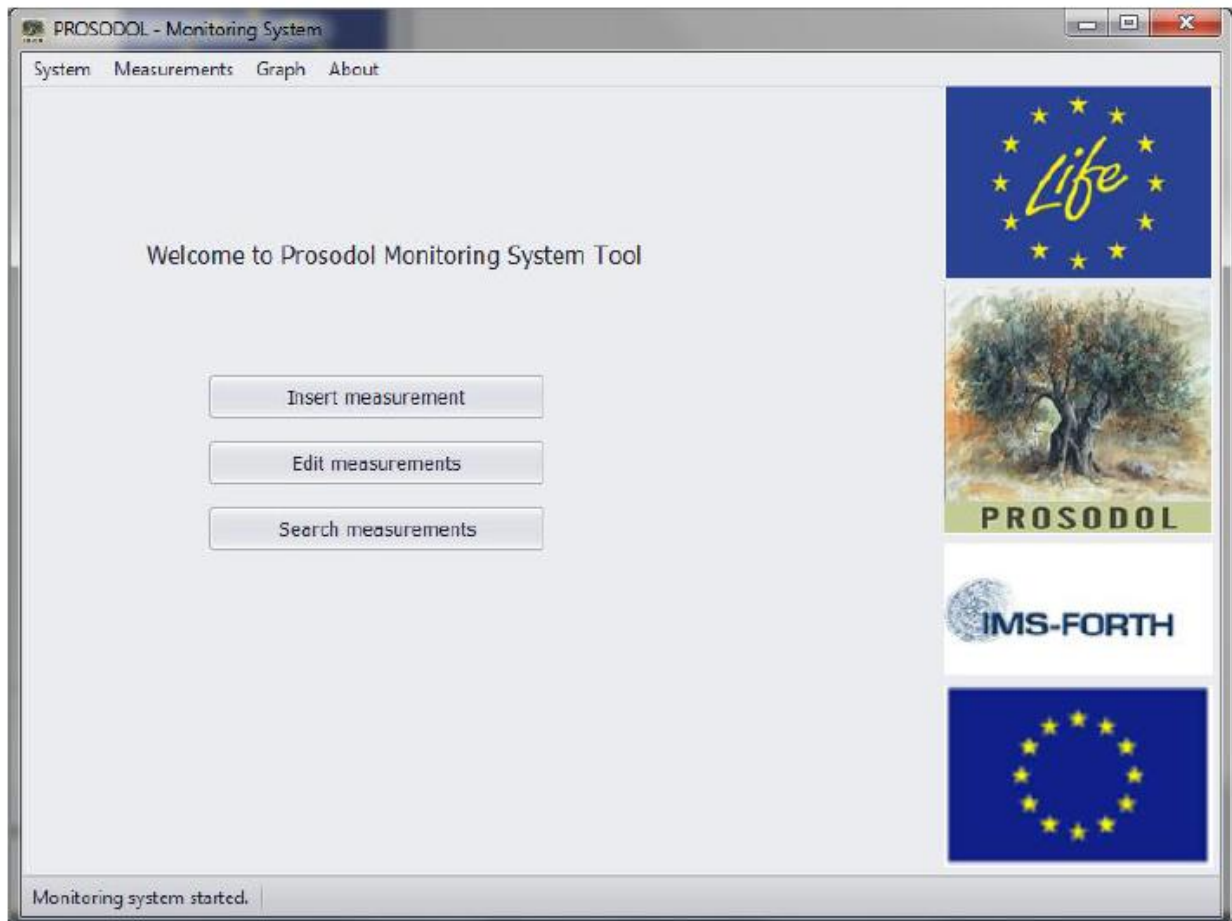 PROSODOL - Monitoring System
System Measurements Graph About
Life
Welcome to Prosodol Monitoring System Tool
Insert measurement
Edit measurements
Search measurements
PROSODOL
IMS-FORTH
Monitoring system started.